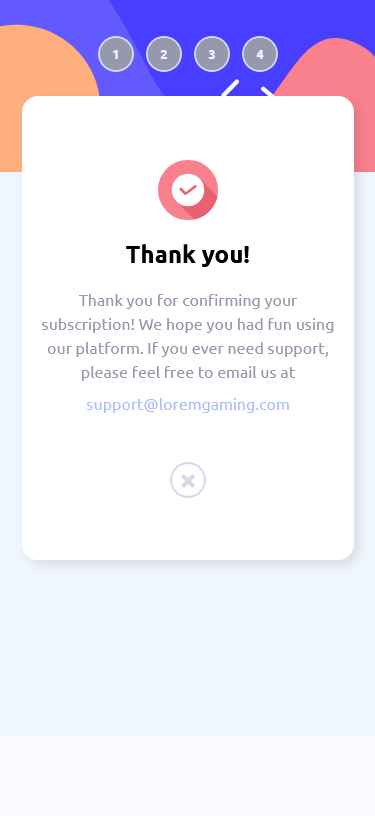 1 2 3 4
Thank you!
Thank you for confirming your
subscription! We hope you had fun using
our platform. If you ever need support,
please feel free to email us at
support@loremgaming.com